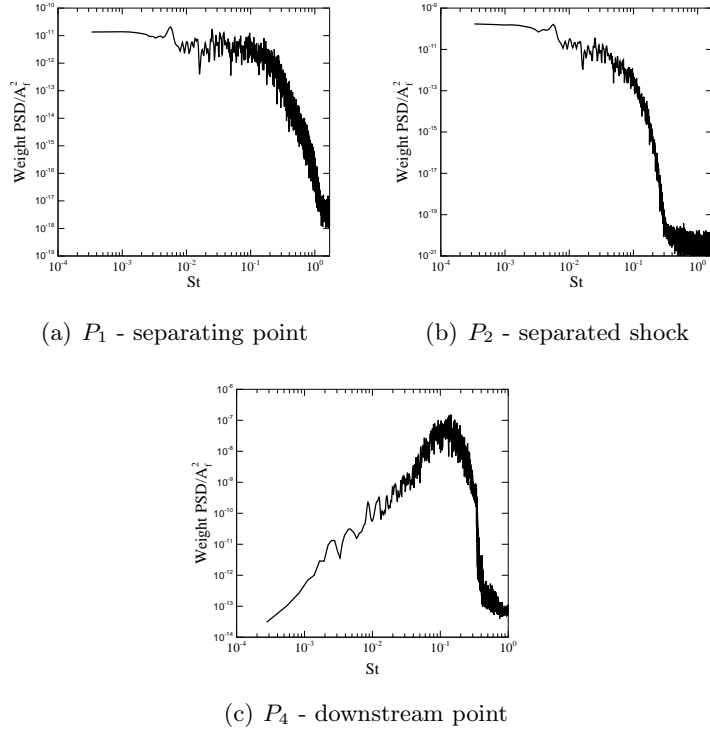 10^-10
10^-11
10^-12
10^-13
10^-14
10^-15
10^-16
10^-17
10^-18
10^-19
Weight PSD/A_f^2
10^-4 10^-3 10^-2 10^-1 10^0
St
(a) P_1 - separating point
10^-9
10^-11
10^-13
10^-15
10^-17
10^-19
10^-21
Weight PSD/A_f^2
10^-4 10^-3 10^-2 10^-1 10^0
St
(b) P_2 - separated shock
10^-6
10^-7
10^-8
10^-9
10^-10
10^-11
10^-12
10^-13
10^-14
Weight PSD/A_f^2
10^-4 10^-3 10^-2 10^-1 10^0
St
(c) P_4 - downstream point